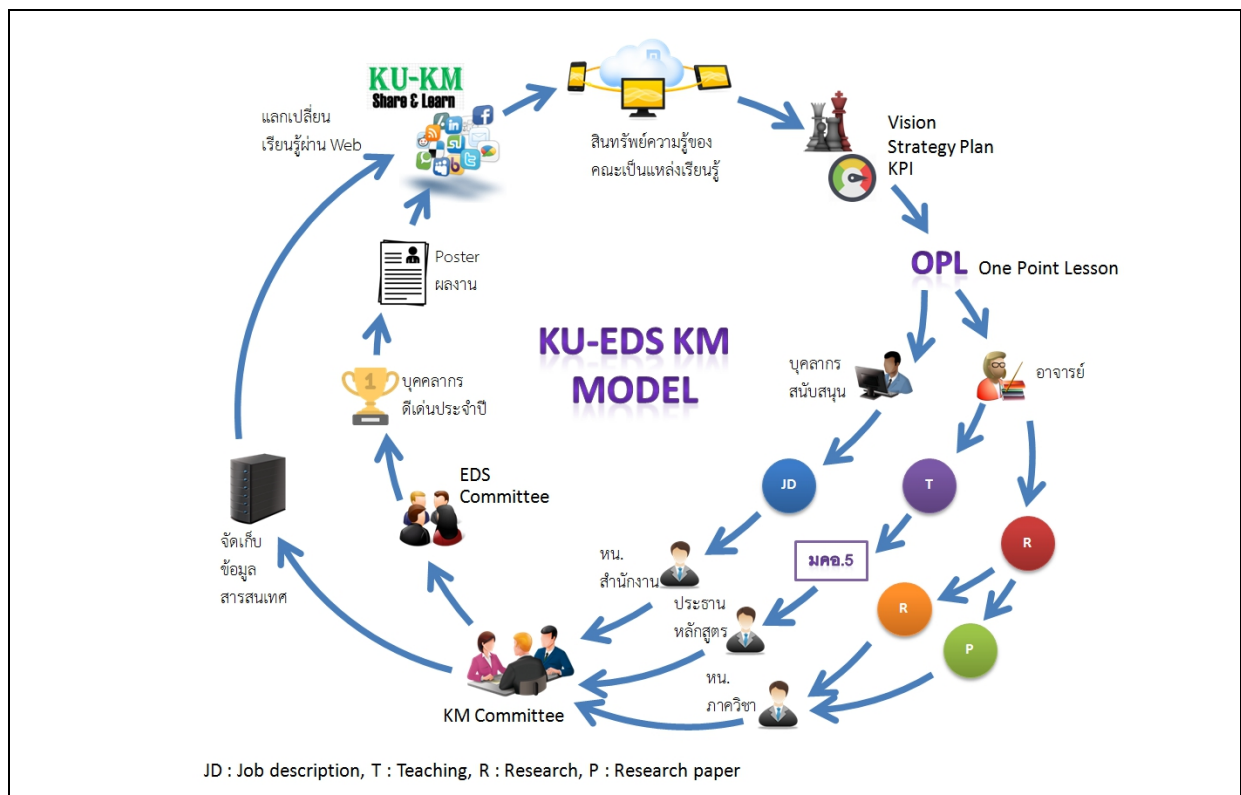 KU-KM
Share & Learn
แลกเปลี่ยน
เรียนรู้ผ่าน Web
สินทรัพย์ความรู้ของ
คณะเป็นแหล่งเรียนรู้
Vision
Strategy Plan
KPI
OPL One Point Lesson
Poster
ผลงาน
KU-EDS KM
MODEL
บุคลากร
สนับสนุน
อาจารย์
1
บุคคลากร
ดีเด่นประจำปี
EDS
Committee
JD
T
R
จัดเก็บ
ข้อมูล
สารสนเทศ
หน.
สำนักงาน
มคอ.5
R
ประธาน
หลักสูตร
P
หน.
ภาควิชา
KM Committee
JD : Job description, T : Teaching, R : Research, P : Research paper